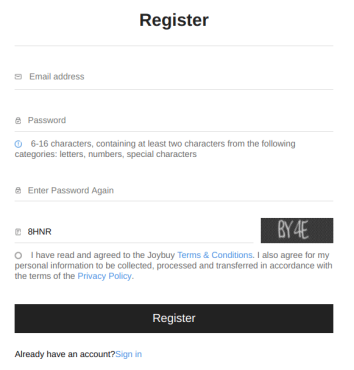 Register
Email address
Password
6-16 characters, containing at least two characters from the following
categories: letters, numbers, special characters
Enter Password Again
8HNR BY4E
I have read and agreed to the Joybuy Terms & Conditions. I also agree for my
personal information to be collected, processed and transferred in accordance with
the terms of the Privacy Policy.
Register
Already have an account?Sign in